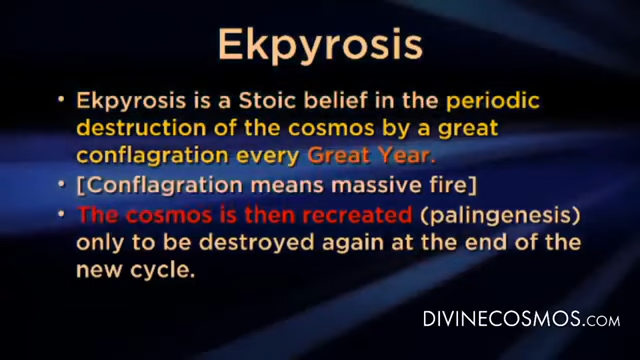 Ekpyrosis
• Ekpyrosis is a Stoic belief in the periodic
destruction of the cosmos by a great
conflagration every Great Year.
• [Conflagration means massive fire]
• The cosmos is then recreated (palingenesis)
only to be destroyed again at the end of the
new cycle.
DIVINECOSMOS.COM